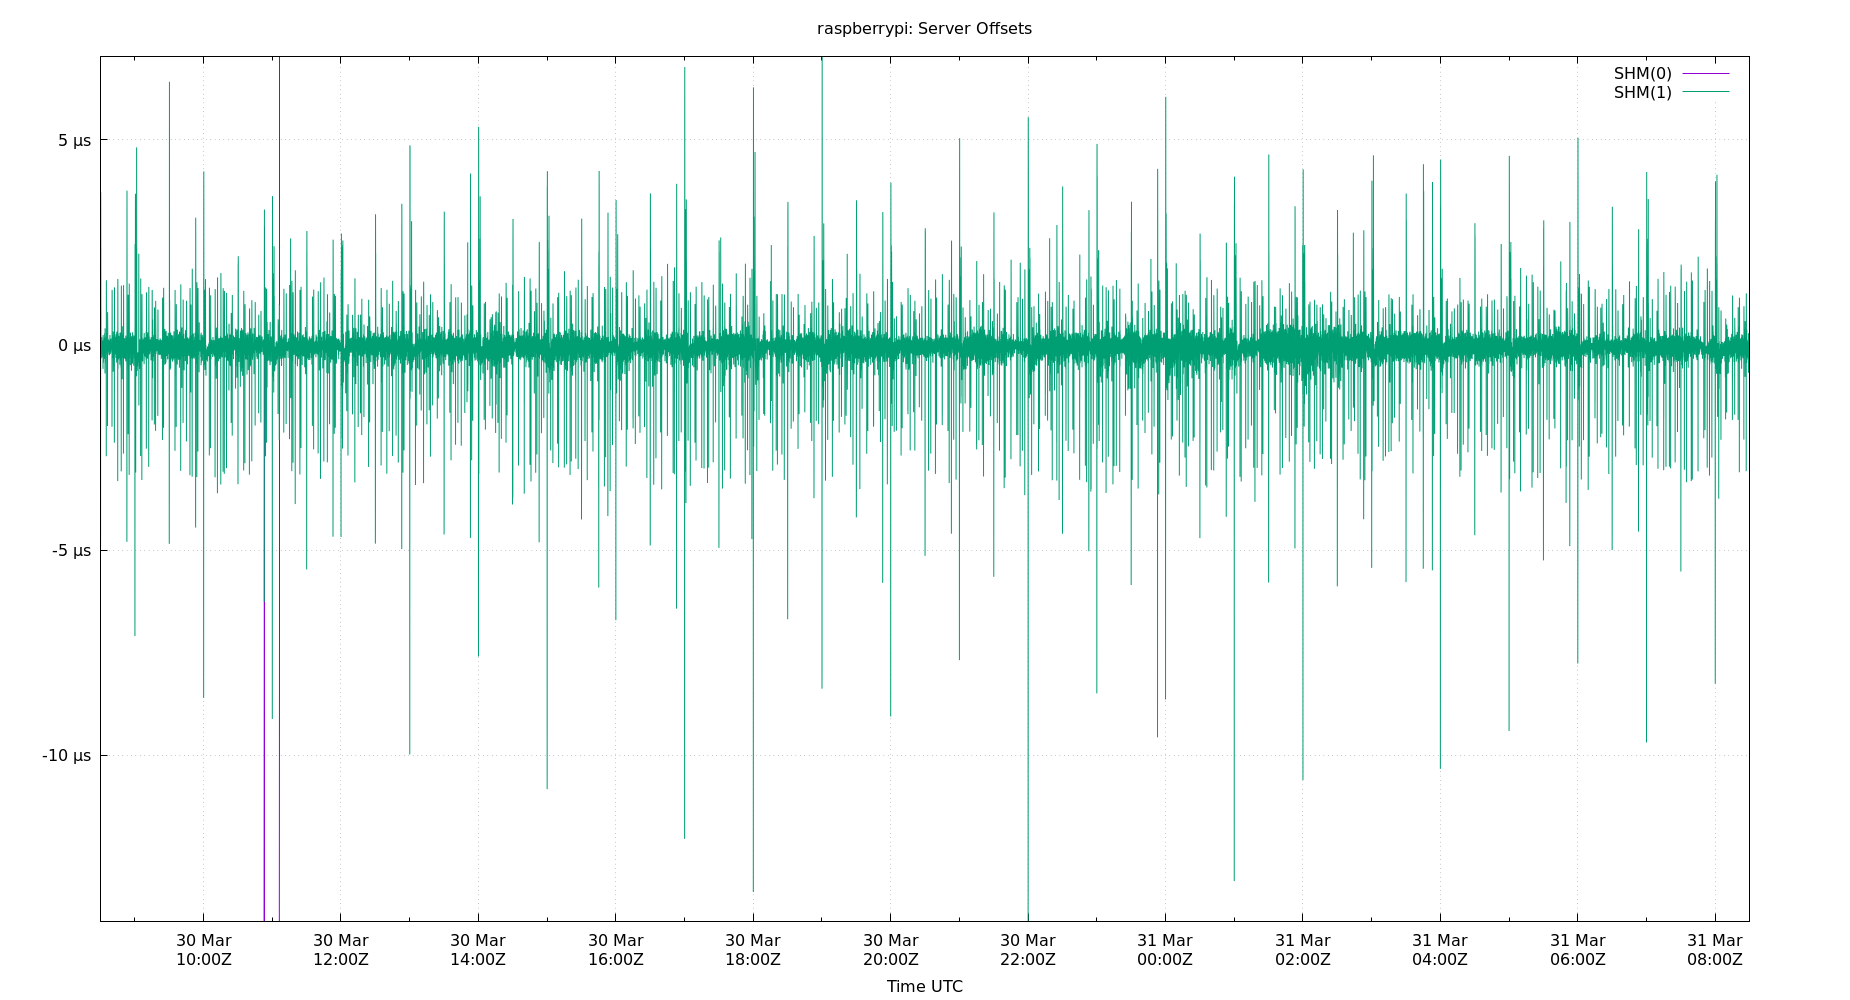 raspberrypi: Server Offsets
SHM(0)
SHM(1)
5 µs
0 µs
-5 µs
-10 µs
30 Mar 30 Mar 30 Mar 30 Mar 30 Mar 30 Mar 30 Mar 31 Mar 31 Mar 31 Mar 31 Mar 31 Mar
10:00Z 12:00Z 14:00Z 16:00Z 18:00Z 20:00Z 22:00Z 00:00Z 02:00Z 04:00Z 06:00Z 08:00Z
Time UTC